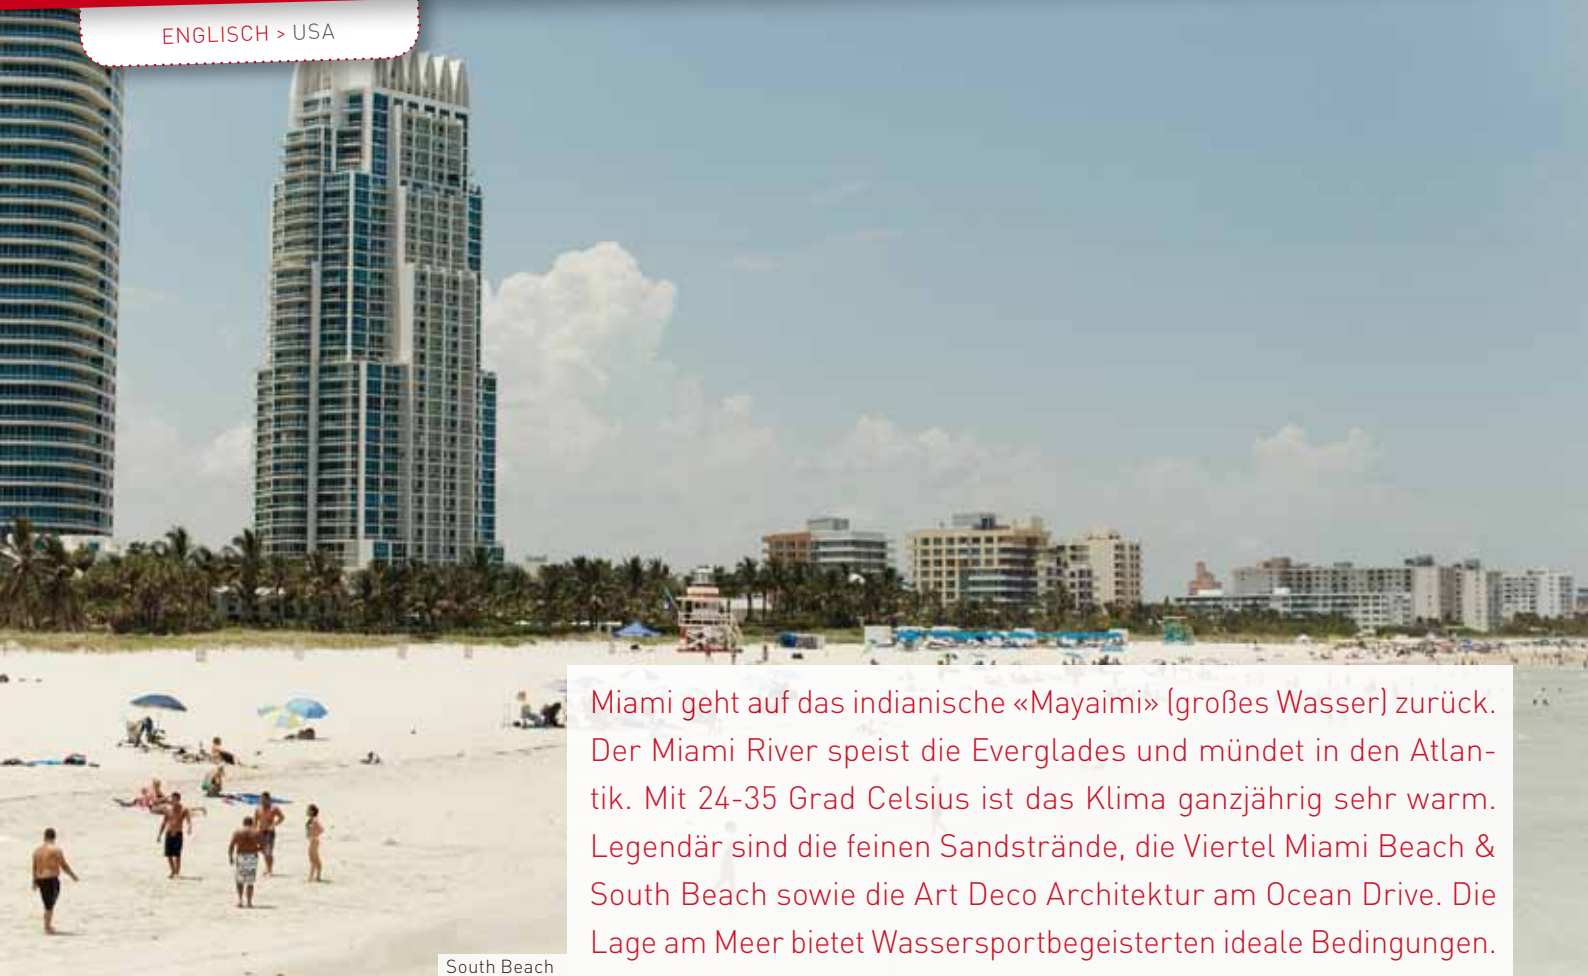 ENGLISCH > USA
Miami geht auf das indianische «Mayaimi» (großes Wasser) zurück.
Der Miami River speist die Everglades und mündet in den Atlan-
tik. Mit 24-35 Grad Celsius ist das Klima ganzjährig sehr warm.
Legendär sind die feinen Sandstrände, die Viertel Miami Beach &
South Beach sowie die Art Deco Architektur am Ocean Drive. Die
Lage am Meer bietet Wassersportbegeisterten ideale Bedingungen.
South Beach